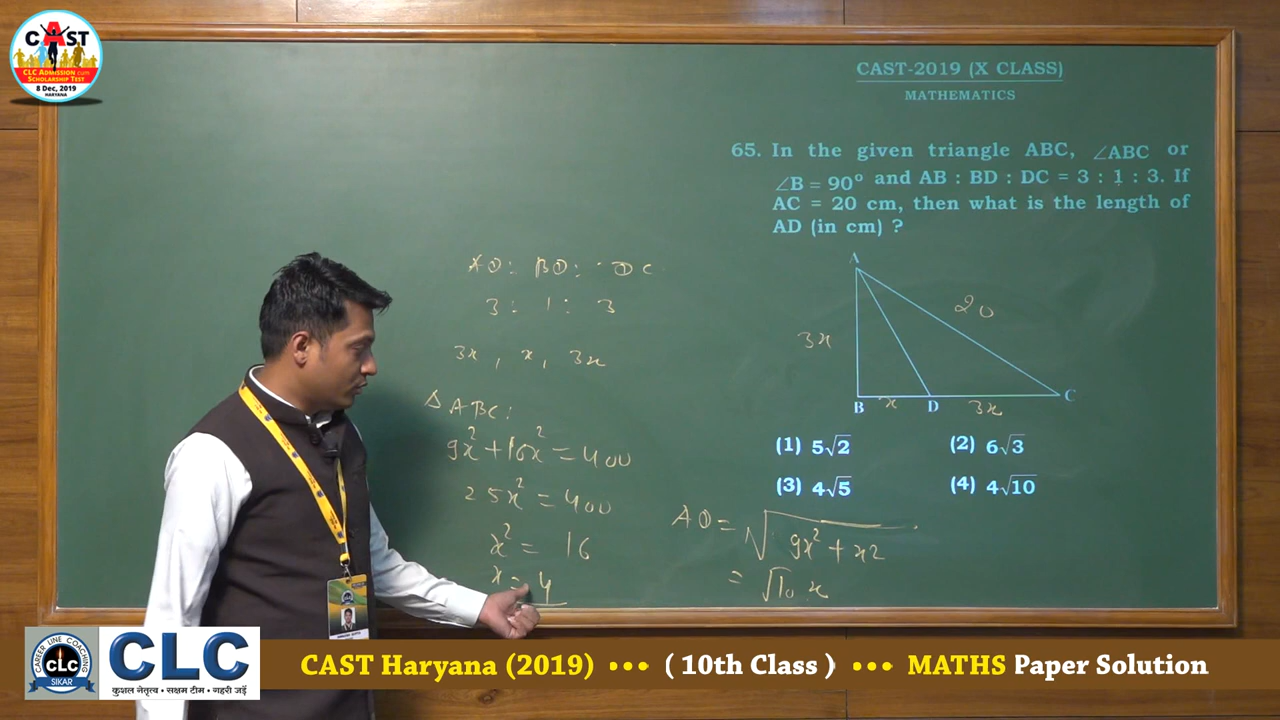 CAST
CLC ADMISSION cum
SCHOLARSHIP TEST
8 Dec, 2019
HARYANA
CAST-2019 (X CLASS)
MATHEMATICS
65. In the given triangle ABC, ∠ABC or
∠B = 90° and AB : BD : DC = 3 : 1 : 3. If
AC = 20 cm, then what is the length of
AD (in cm) ?
A
20
3x
B x D 3x C
(1) 5√2 (2) 6√3
(3) 4√5 (4) 4√10
AD : BD : DC
3 : 1 : 3
3x, x, 3x
△ABC:
9x²+16x²=400
25x²=400
x² = 16
x = 4
AD = √9x²+x2
= √10 x
CAREER LINE COACHING
CLC
SIKAR
CLC
कुशल नेतृत्व • सक्षम टीम • गहरी जड़ें
CAST Haryana (2019) ••• ( 10th Class ) ••• MATHS Paper Solution